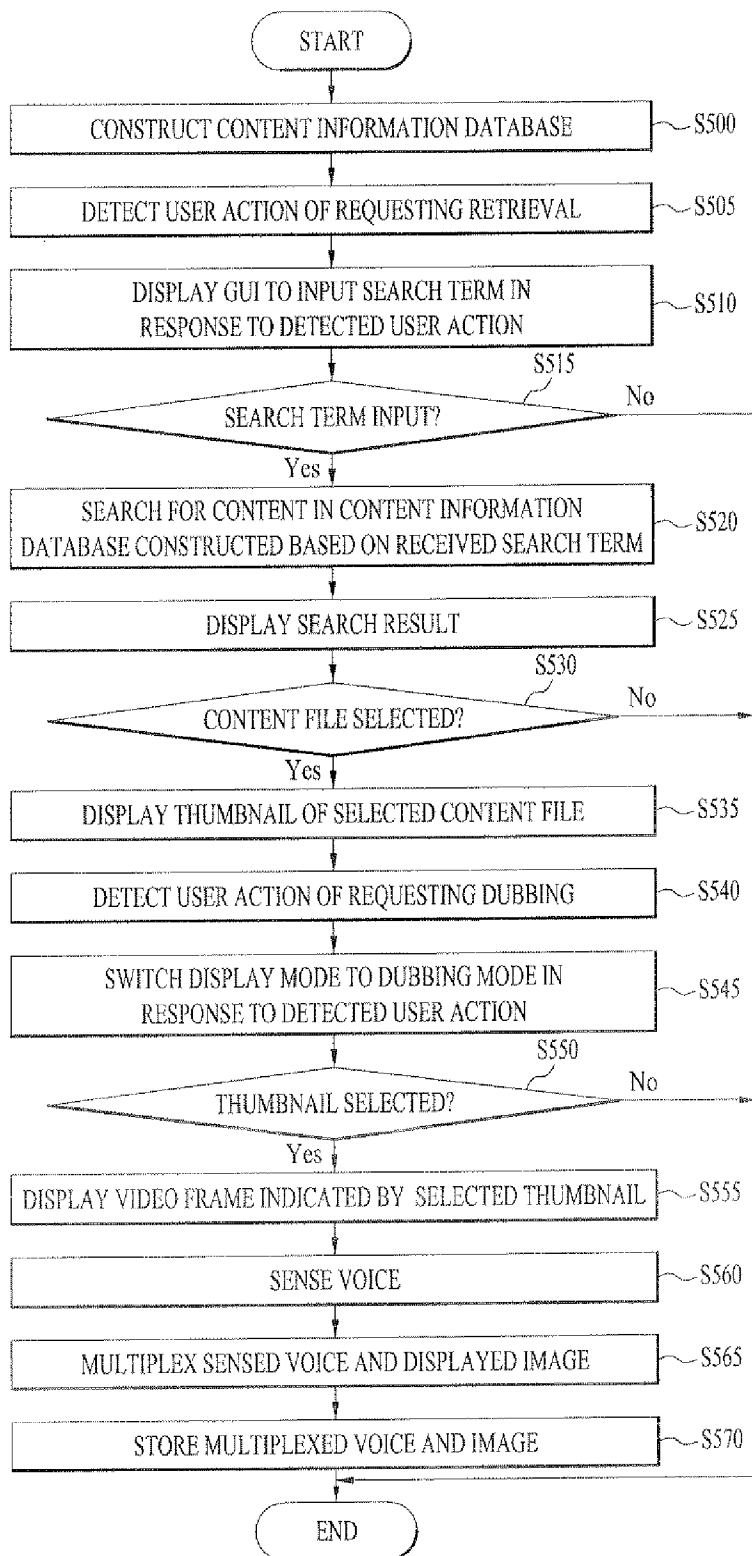 START
CONSTRUCT CONTENT INFORMATION DATABASE
S500
DETECT USER ACTION OF REQUESTING RETRIEVAL
S505
DISPLAY GUI TO INPUT SEARCH TERM IN
RESPONSE TO DETECTED USER ACTION
S510
S515
SEARCH TERM INPUT?
No
Yes
SEARCH FOR CONTENT IN CONTENT INFORMATION
DATABASE CONSTRUCTED BASED ON RECEIVED SEARCH TERM
S520
DISPLAY SEARCH RESULT
S525
S530
CONTENT FILE SELECTED?
No
Yes
DISPLAY THUMBNAIL OF SELECTED CONTENT FILE
S535
DETECT USER ACTION OF REQUESTING DUBBING
S540
SWITCH DISPLAY MODE TO DUBBING MODE IN
RESPONSE TO DETECTED USER ACTION
S545
S550
THUMBNAIL SELECTED?
No
Yes
DISPLAY VIDEO FRAME INDICATED BY SELECTED THUMBNAIL
S555
SENSE VOICE
S560
MULTIPLEX SENSED VOICE AND DISPLAYED IMAGE
S565
STORE MULTIPLEXED VOICE AND IMAGE
S570
END